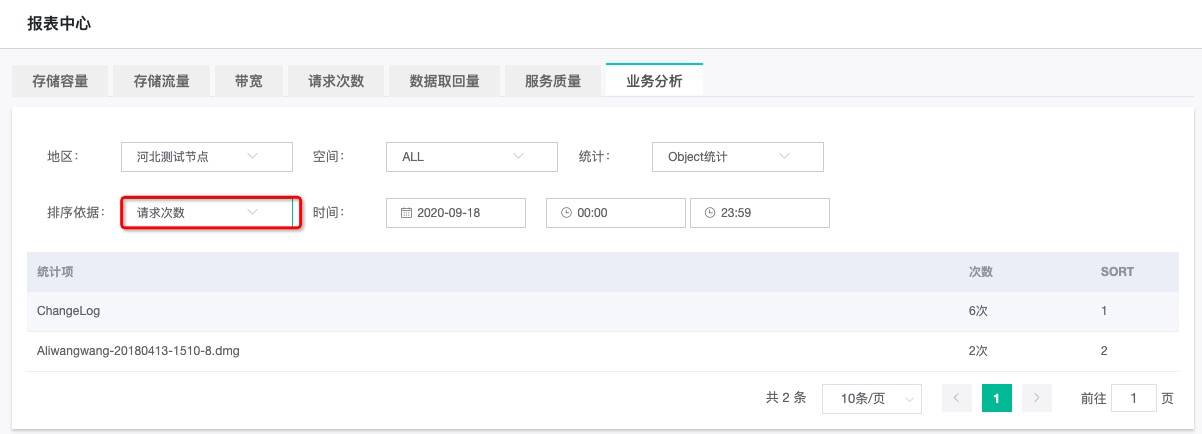 报表中心
存储容量 存储流量 带宽 请求次数 数据取回量 服务质量 业务分析
地区： 河北测试节点 空间： ALL 统计： Object统计
排序依据： 请求次数 时间： 2020-09-18 00:00 23:59
统计项 次数 SORT
ChangeLog 6次 1
Aliwangwang-20180413-1510-8.dmg 2次 2
共 2 条 10条/页 1 前往 1 页